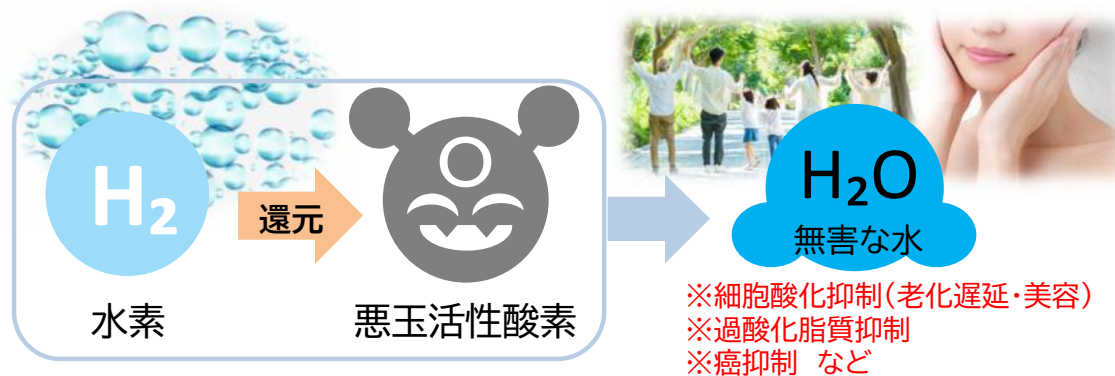 H₂
還元
水素
悪玉活性酸素
H₂O
無害な水
※細胞酸化抑制(老化遅延・美容)
※過酸化脂質抑制
※癌抑制 など